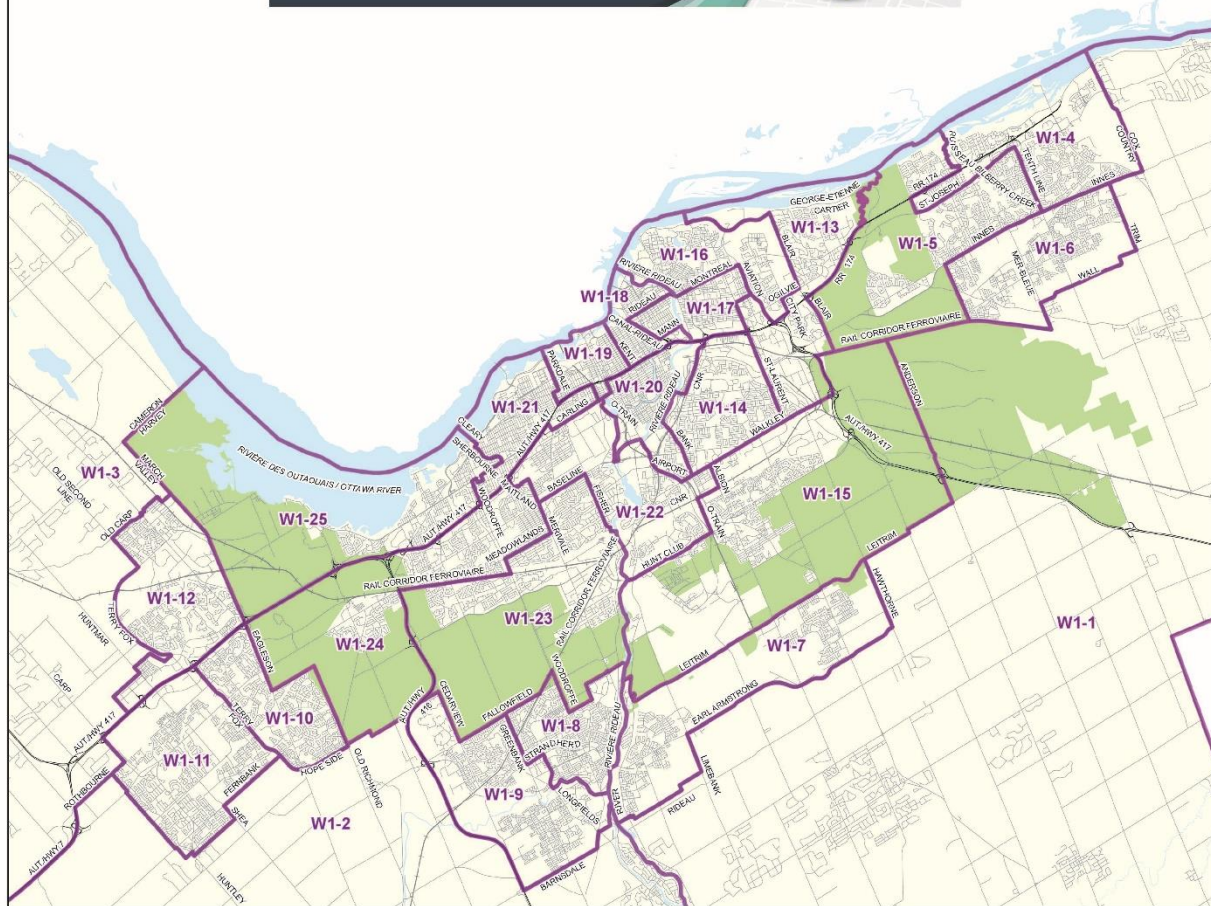 W1-4
COX
COUNTRY
RUISSEAU BILBERRY CREEK
TENTH LINE
RR 174
ST-JOSEPH
INNES
GEORGE-ETIENNE
CARTIER
W1-13
BLAIR
W1-5
INNES
W1-6
TRIM
MER-BLEUE
WALL
W1-16
RIVIÈRE RIDEAU
MONTREAL
AVIATION
OGILVIE
RR 174
W1-18
RIDEAU
W1-17
CITY PARK
BLAIR
CANAL-RIDEAU
MANN
RAIL CORRIDOR FERROVIAIRE
W1-19
KENT
PARKDALE
W1-20
CNR
ST-LAURENT
ANDERSON
CAMERON
HARVEY
W1-21
AUT./HWY 417
CARLING
O-TRAIN
RIVIÈRE RIDEAU
W1-14
CLEARY
BANK
WALKLEY
AUT./HWY 417
W1-3
MARCH
VALLEY
RIVIÈRE DES OUTAOUAIS / OTTAWA RIVER
SHERBOURNE
AIRPORT
OLD SECOND
LINE
MAITLAND
BASELINE
FISHER
ALBION
WOODROFFE
W1-22
CNR
W1-15
OLD CARP
W1-25
AUT./HWY 417
MERIVALE
O-TRAIN
MEADOWLANDS
HUNT CLUB
LEITRIM
RAIL CORRIDOR FERROVIAIRE
RAIL CORRIDOR FERROVIAIRE
W1-12
TERRY FOX
HUNTMAR
HAWTHORNE
W1-23
W1-1
EAGLESON
W1-24
W1-7
LEITRIM
CARP
WOODROFFE
AUT./HWY
416
CEDARVIEW
FALLOWFIELD
EARL ARMSTRONG
TERRY
FOX
W1-10
GREENBANK
W1-8
RIVIÈRE RIDEAU
AUT./HWY 417
STRANDHERD
W1-11
HOPE SIDE
OLD RICHMOND
LIMEBANK
FERNBANK
ROTHBOURNE
W1-9
LONGFIELDS
RIVER
RIDEAU
SHEA
W1-2
AUT./HWY 7
HUNTLEY
BARNSDALE